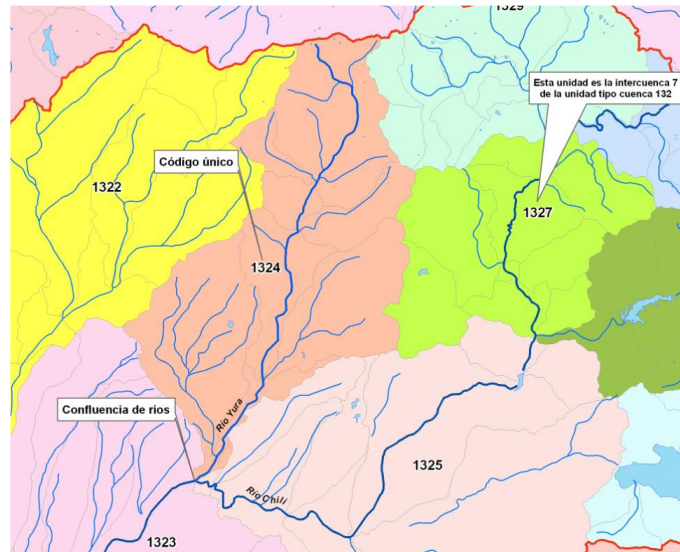 1329
Esta unidad es la intercuenca 7
de la unidad tipo cuenca 132
Código único
1322
1327
1324
Confluencia de ríos
Río Yura
1325
Río Chili
1323